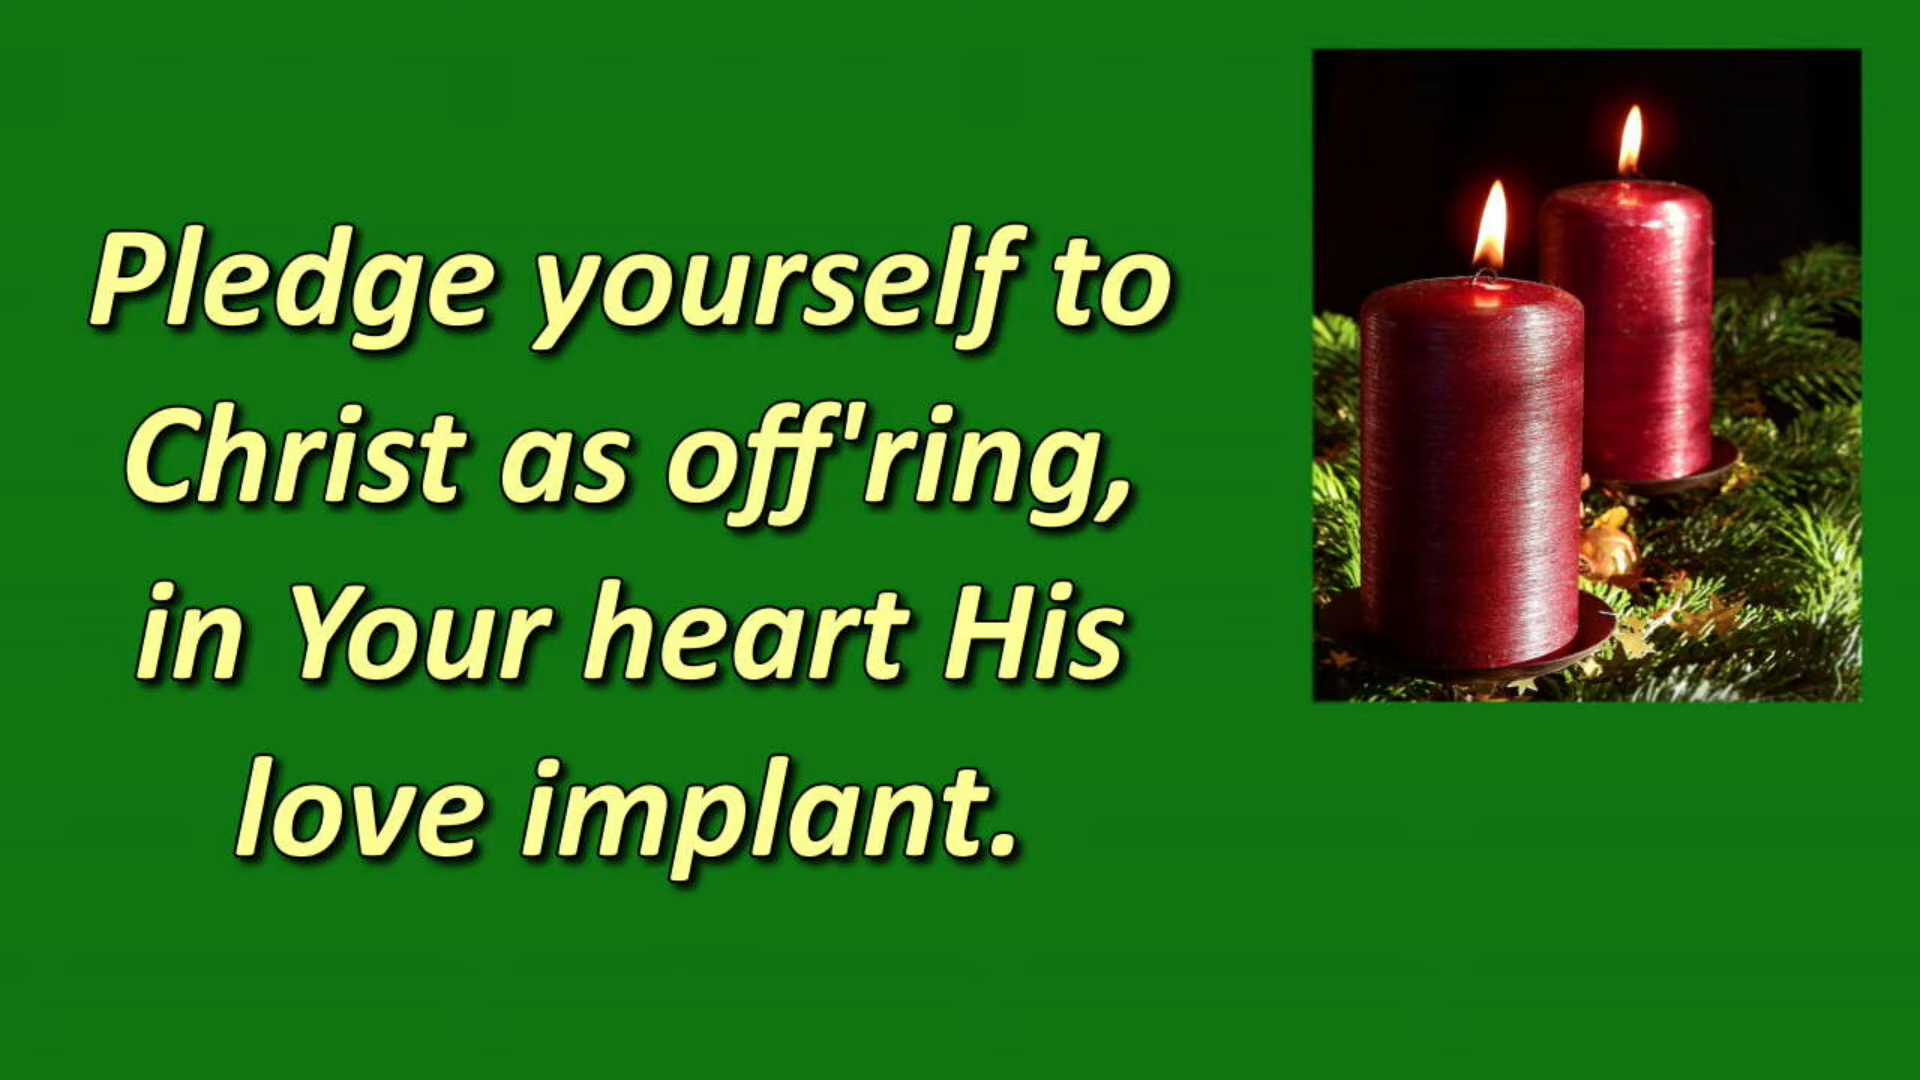 Pledge yourself to
Christ as off'ring,
in Your heart His
love implant.